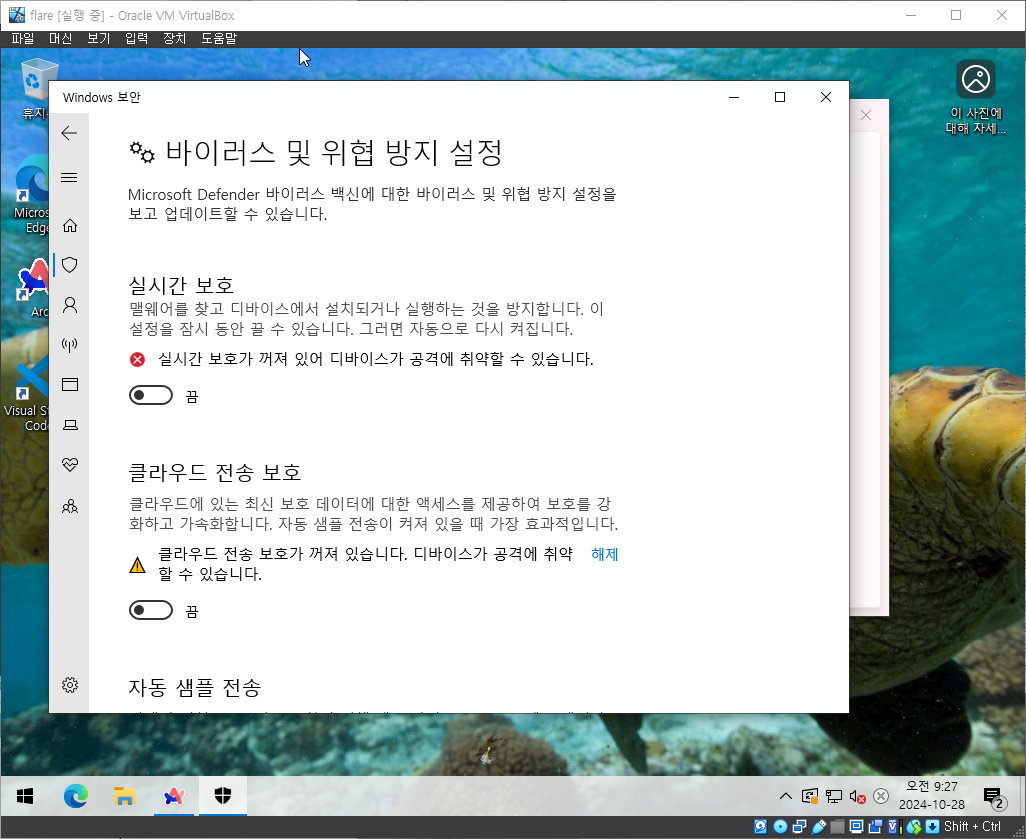 flare [실행 중] - Oracle VM VirtualBox
파일 머신 보기 입력 장치 도움말
휴지
이 사진에
대해 자세...
Windows 보안
바이러스 및 위협 방지 설정
Microsoft Defender 바이러스 백신에 대한 바이러스 및 위협 방지 설정을
보고 업데이트할 수 있습니다.
Micros
Edge
실시간 보호
맬웨어를 찾고 디바이스에서 설치되거나 실행하는 것을 방지합니다. 이
설정을 잠시 동안 끌 수 있습니다. 그러면 자동으로 다시 켜집니다.
실시간 보호가 꺼져 있어 디바이스가 공격에 취약할 수 있습니다.
끔
Arc
Visual St
Code
클라우드 전송 보호
클라우드에 있는 최신 보호 데이터에 대한 액세스를 제공하여 보호를 강
화하고 가속화합니다. 자동 샘플 전송이 켜져 있을 때 가장 효과적입니다.
클라우드 전송 보호가 꺼져 있습니다. 디바이스가 공격에 취약 해제
할 수 있습니다.
끔
자동 샘플 전송
오전 9:27
2024-10-28
2
Shift + Ctrl